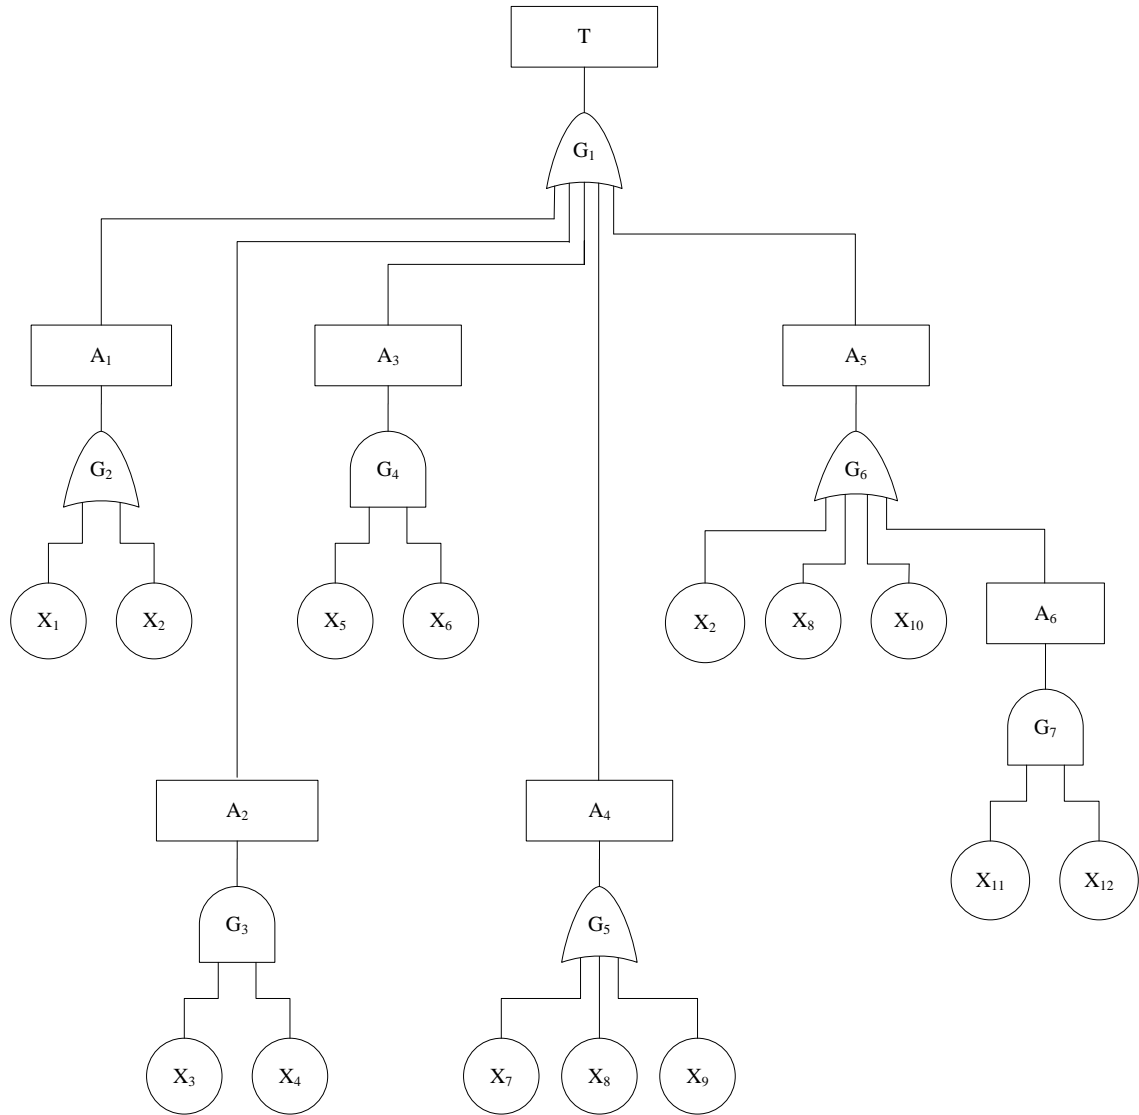 T
G₁
A₁
A₃
A₅
G₂
G₄
G₆
X₁
X₂
X₅
X₆
X₂
X₈
X₁₀
A₆
G₇
A₂
A₄
X₁₁
X₁₂
G₃
G₅
X₃
X₄
X₇
X₈
X₉